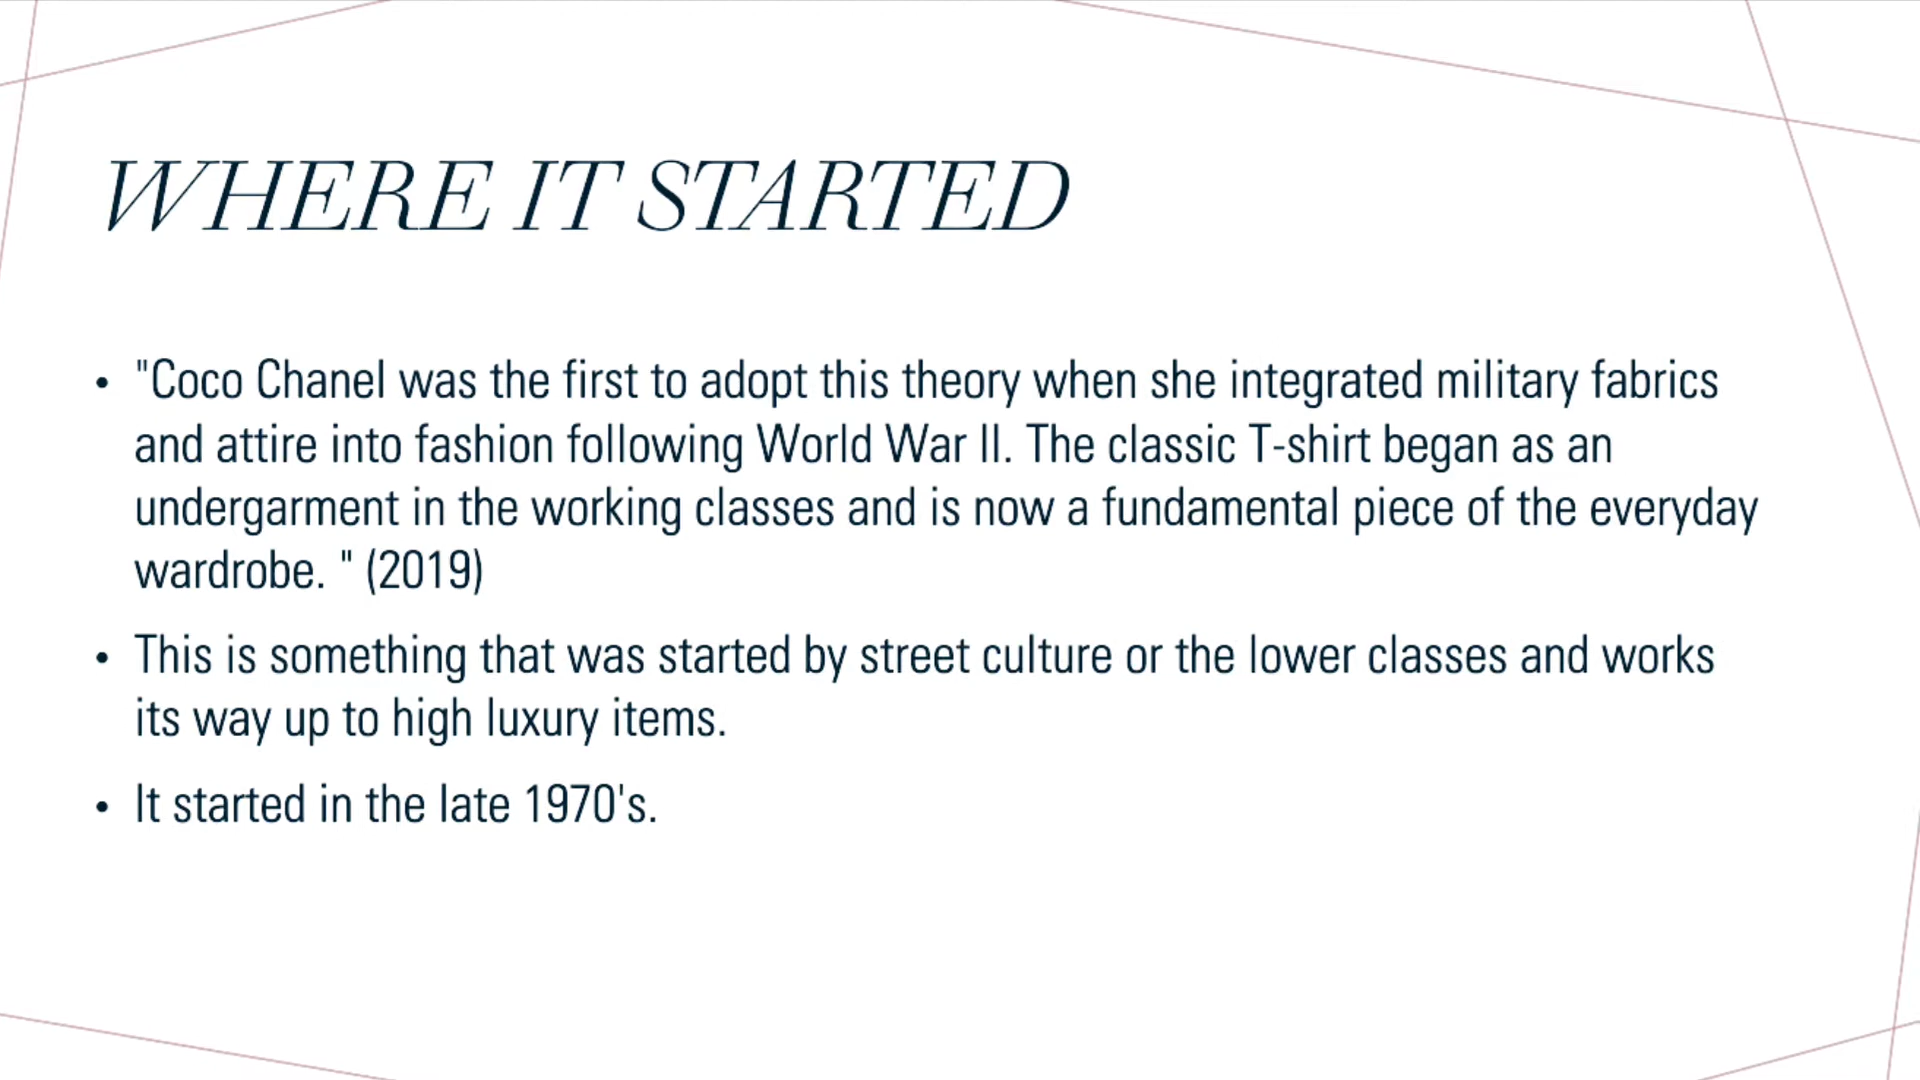 WHERE IT STARTED
• "Coco Chanel was the first to adopt this theory when she integrated military fabrics
and attire into fashion following World War II. The classic T-shirt began as an
undergarment in the working classes and is now a fundamental piece of the everyday
wardrobe. " (2019)
• This is something that was started by street culture or the lower classes and works
its way up to high luxury items.
• It started in the late 1970's.